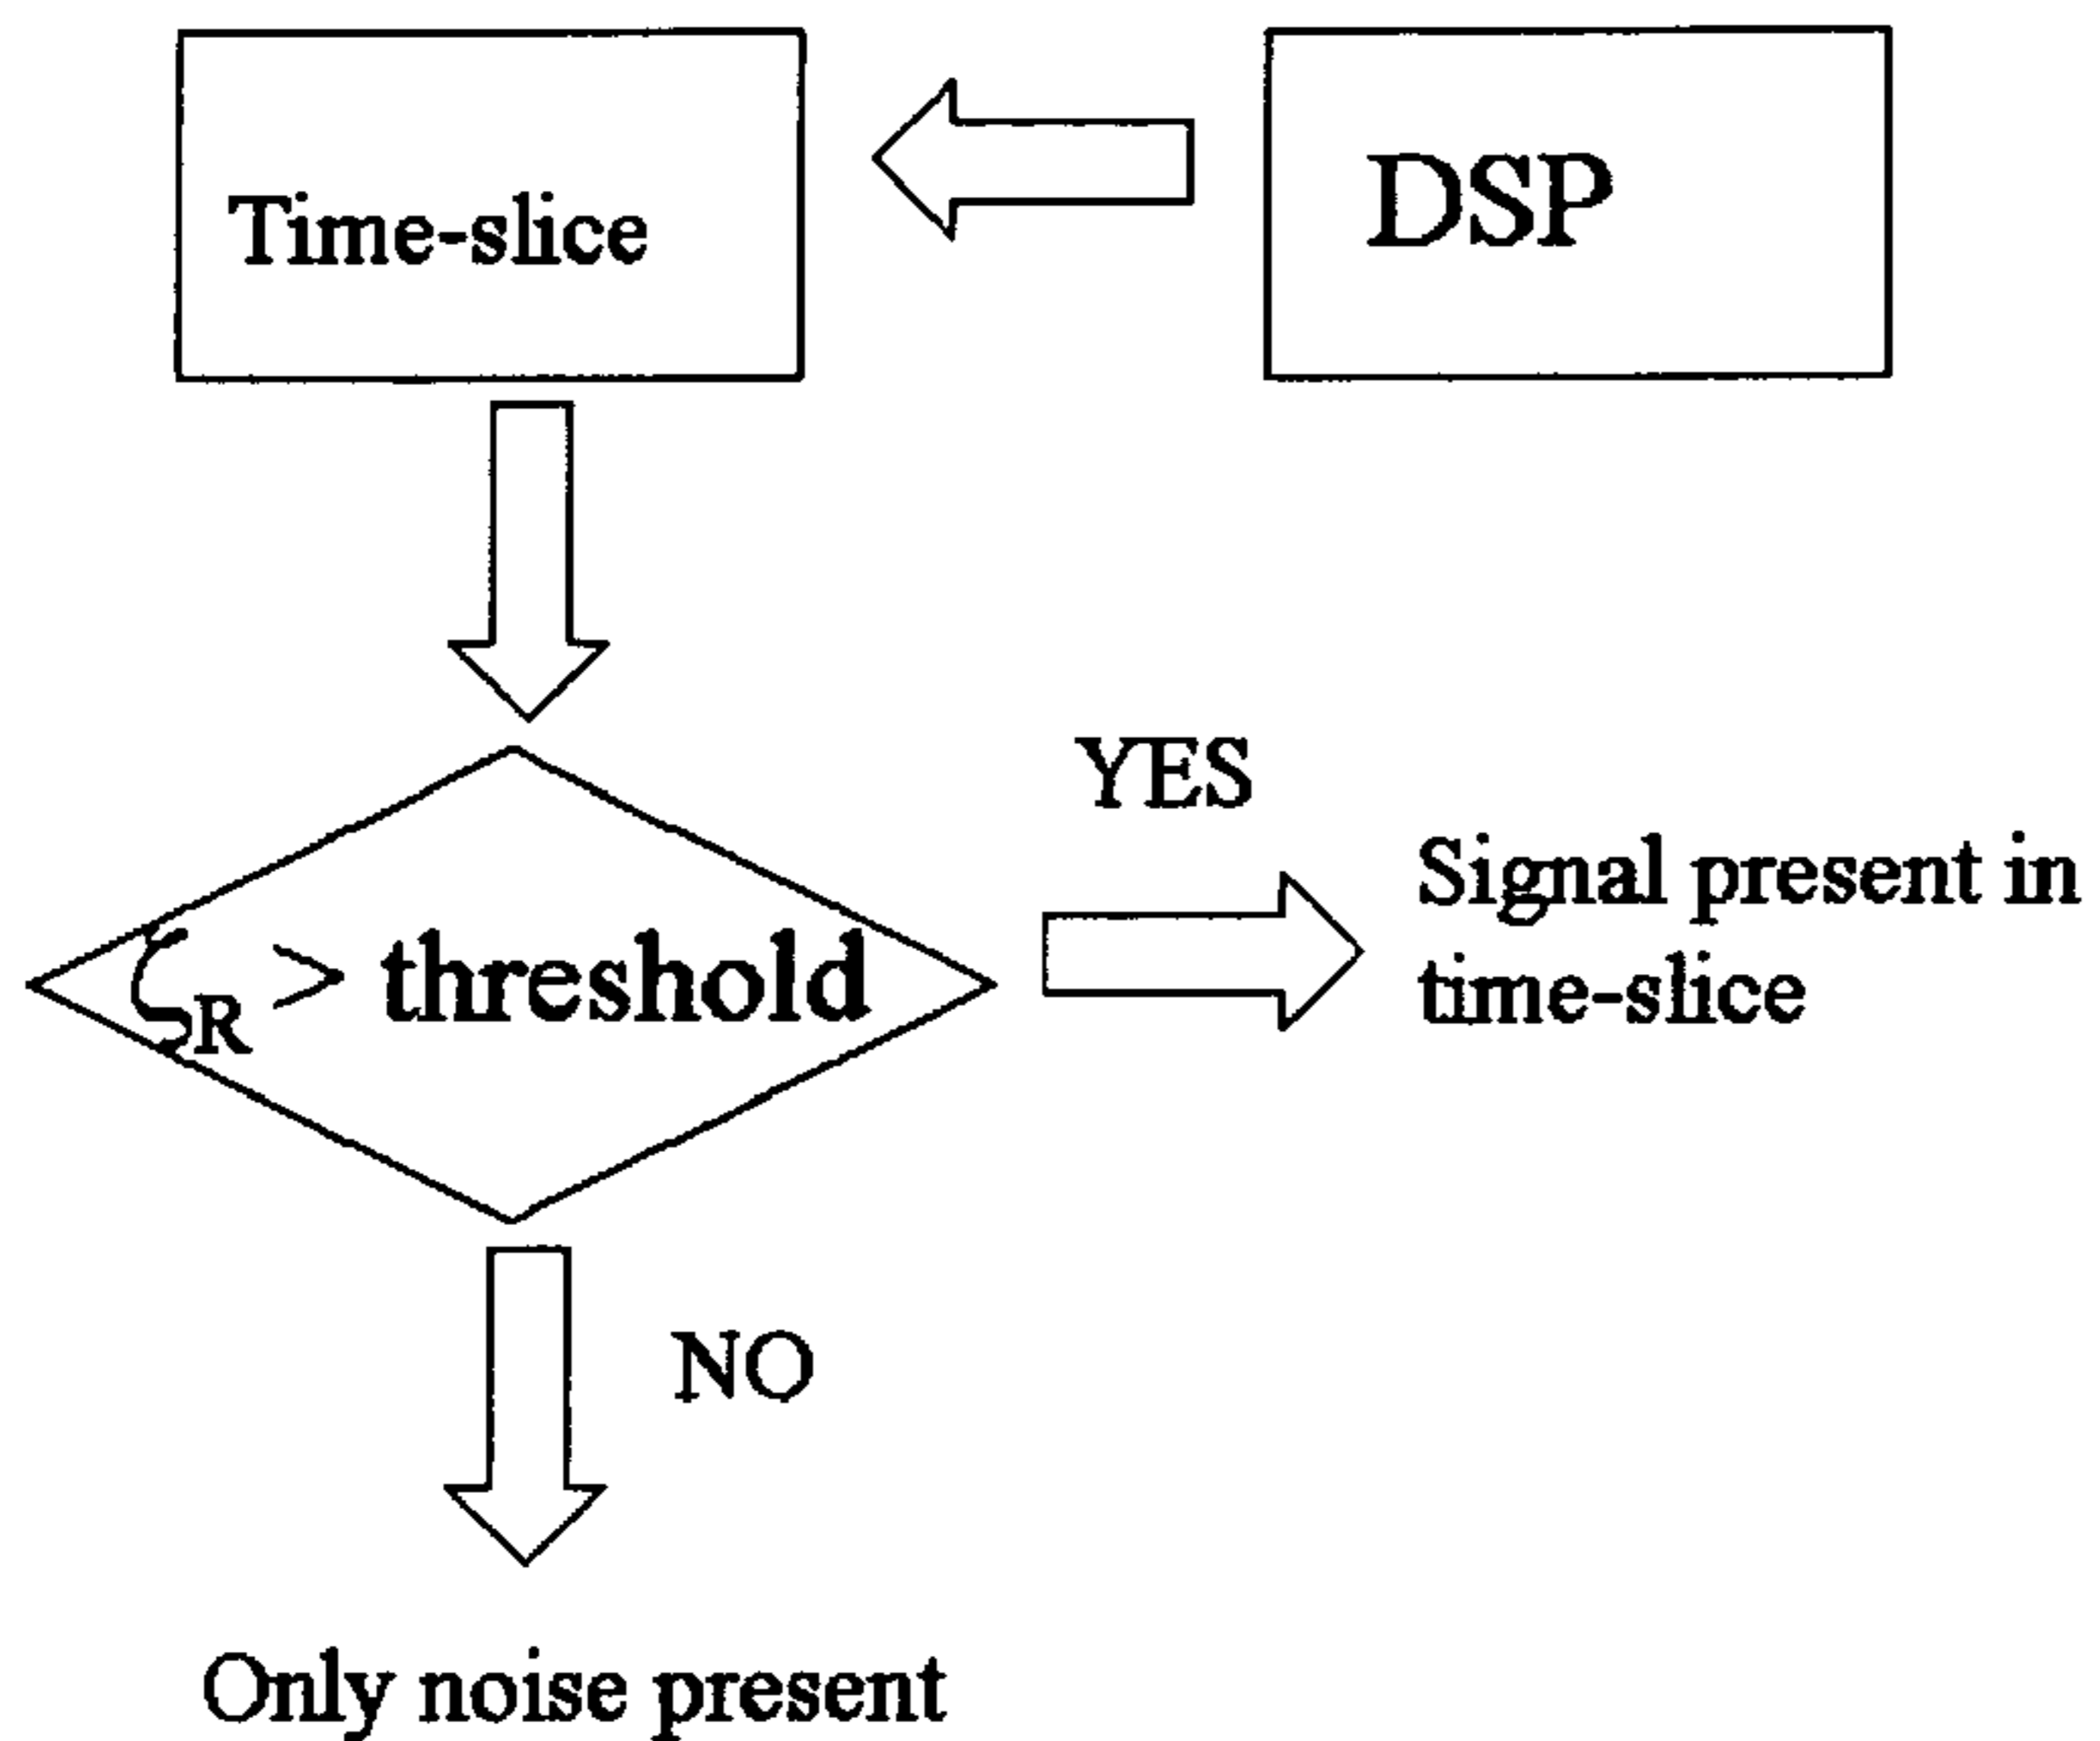 Time-slice
DSP
YES
ζR > threshold
Signal present in
time-slice
NO
Only noise present